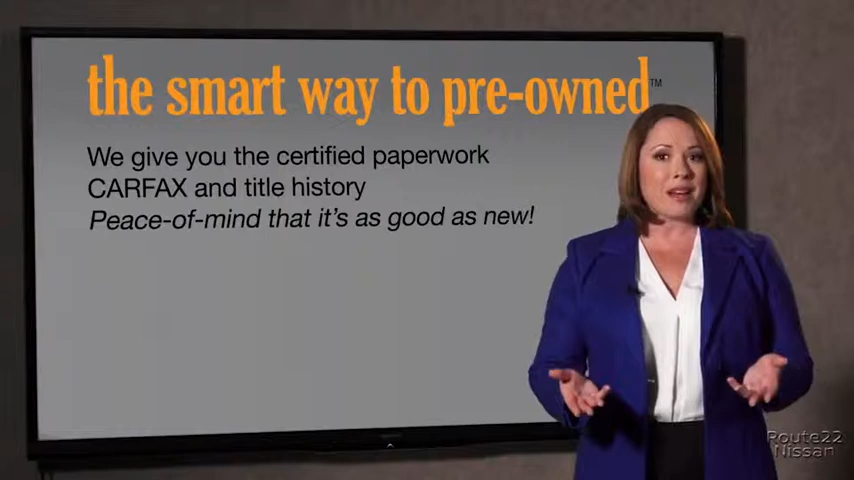 the smart way to pre-owned™
We give you the certified paperwork
CARFAX and title history
Peace-of-mind that it's as good as new!
Route22
Nissan